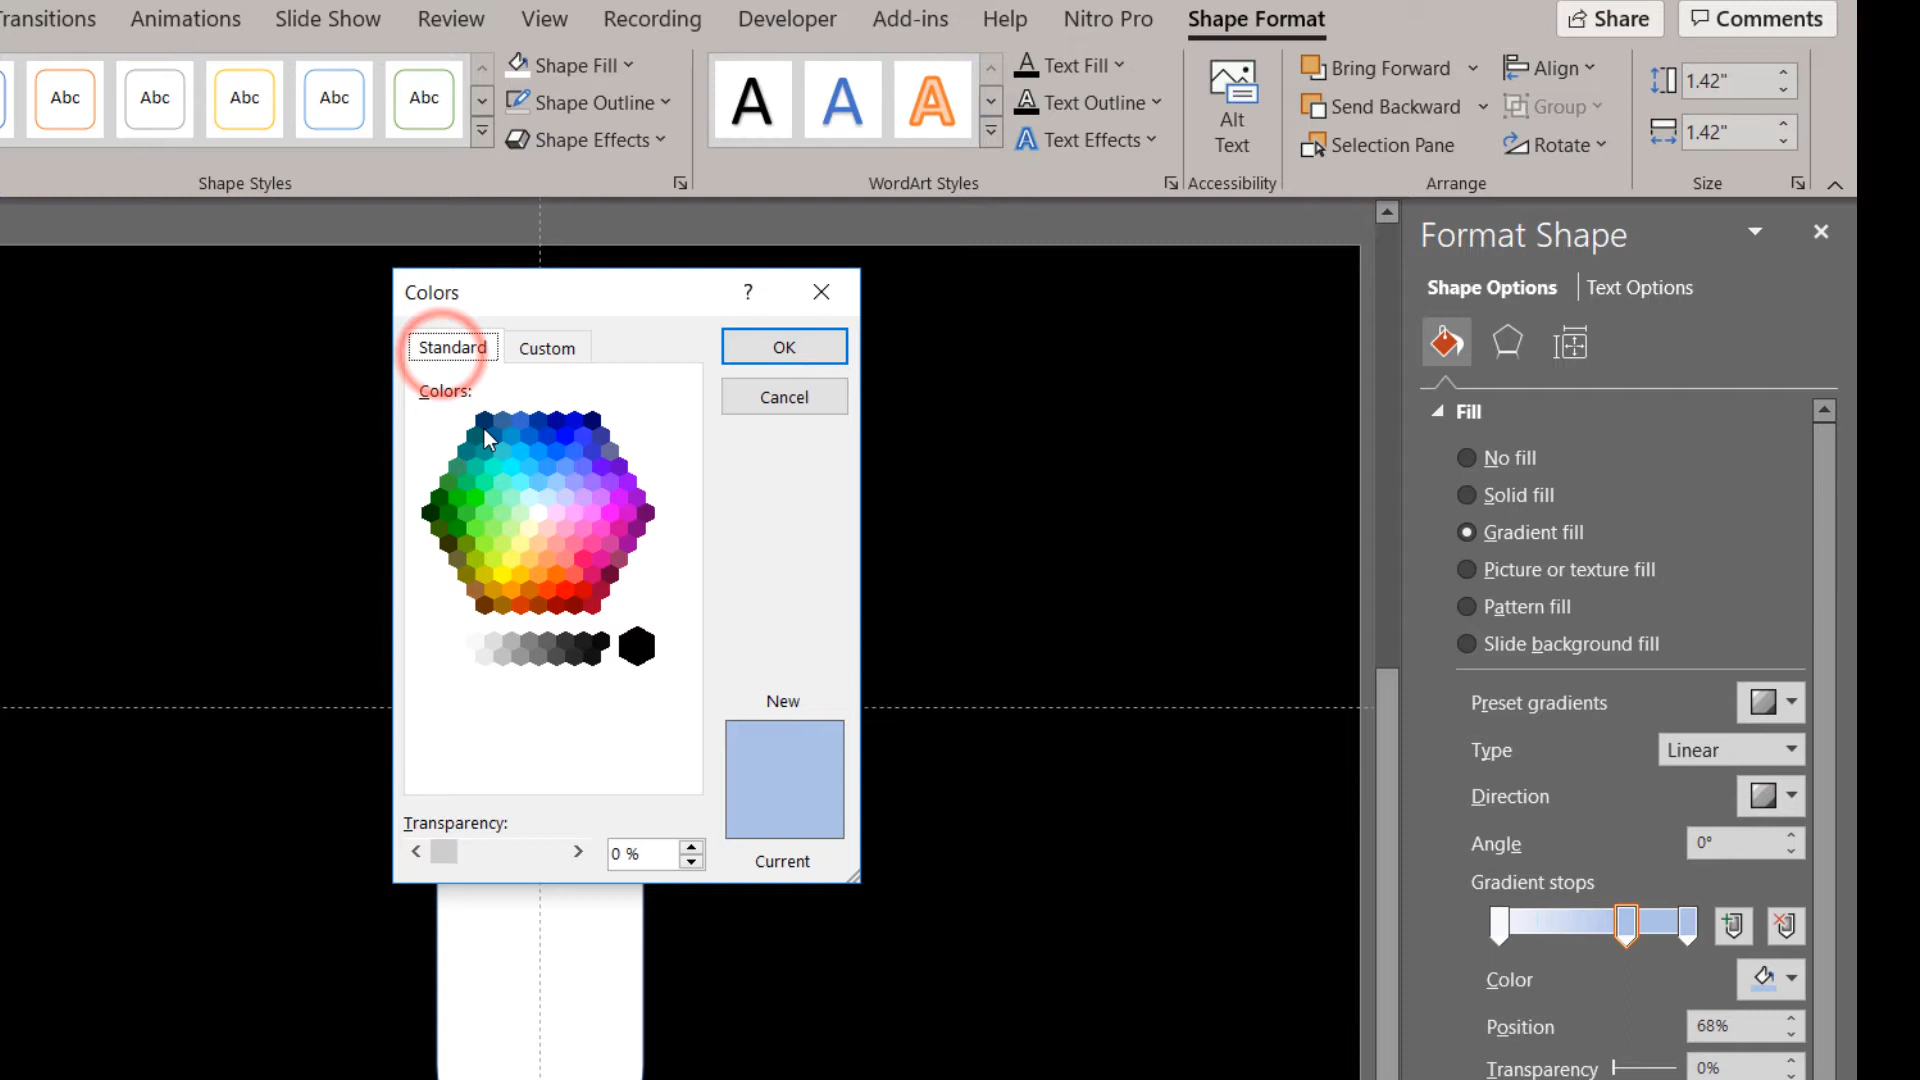 Transitions Animations Slide Show Review View Recording Developer Add-ins Help Nitro Pro Shape Format Share Comments
Abc Abc Abc Abc Abc
Shape Fill
Shape Outline
Shape Effects
Shape Styles
A A A
Text Fill
Text Outline
Text Effects
WordArt Styles
Alt
Text
Accessibility
Bring Forward
Send Backward
Selection Pane
Align
Group
Rotate
Arrange
1.42"
1.42"
Size
Colors ?
Standard Custom
Colors:
OK
Cancel
New
Current
Transparency:
0 %
Format Shape
Shape Options Text Options
Fill
No fill
Solid fill
Gradient fill
Picture or texture fill
Pattern fill
Slide background fill
Preset gradients
Type Linear
Direction
Angle 0°
Gradient stops
Color
Position 68%
Transparency 0%